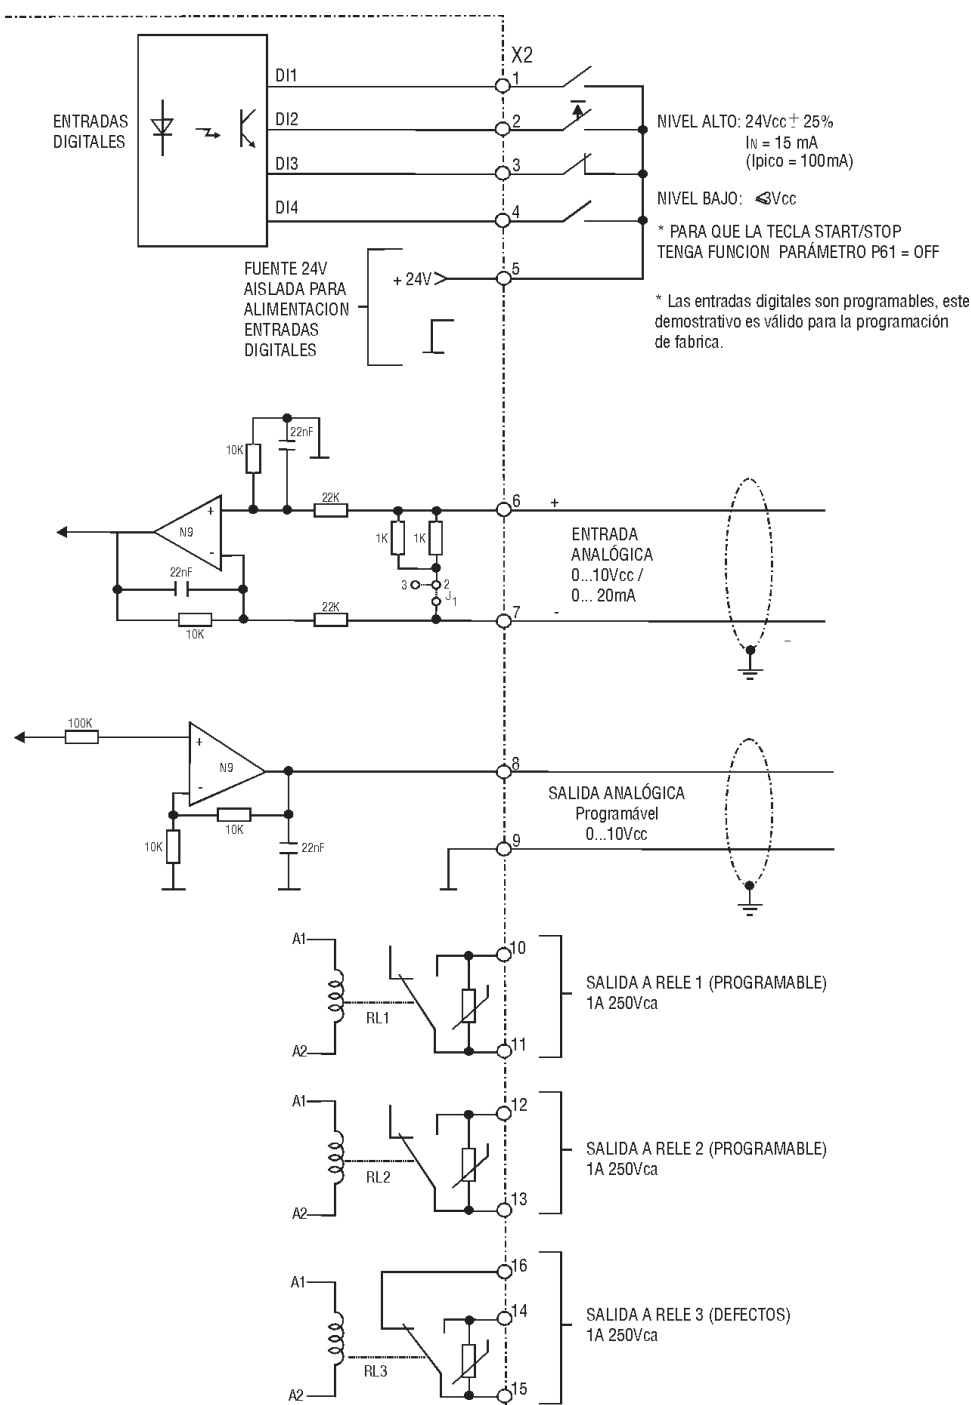 X2
ENTRADAS
DIGITALES
DI1
1
DI2
2
DI3
3
DI4
4
NIVEL ALTO: 24Vcc ± 25%
IN = 15 mA
(Ipico = 100mA)
NIVEL BAJO: ⩽3Vcc
* PARA QUE LA TECLA START/STOP
TENGA FUNCION PARÁMETRO P61 = OFF
FUENTE 24V
AISLADA PARA
ALIMENTACION
ENTRADAS
DIGITALES
+ 24V
5
* Las entradas digitales son programables, este
demostrativo es válido para la programación
de fabrica.
10K
22nF
22K
N9
+
-
22nF
10K
22K
1K
1K
3
2
J1
6
+
ENTRADA
ANALÓGICA
0...10Vcc /
0... 20mA
7
-
-
100K
N9
+
-
10K
10K
22nF
8
SALIDA ANALÓGICA
Programável
0...10Vcc
9
A1
RL1
A2
10
11
SALIDA A RELE 1 (PROGRAMABLE)
1A 250Vca
A1
RL2
A2
12
13
SALIDA A RELE 2 (PROGRAMABLE)
1A 250Vca
A1
RL3
A2
16
14
15
SALIDA A RELE 3 (DEFECTOS)
1A 250Vca